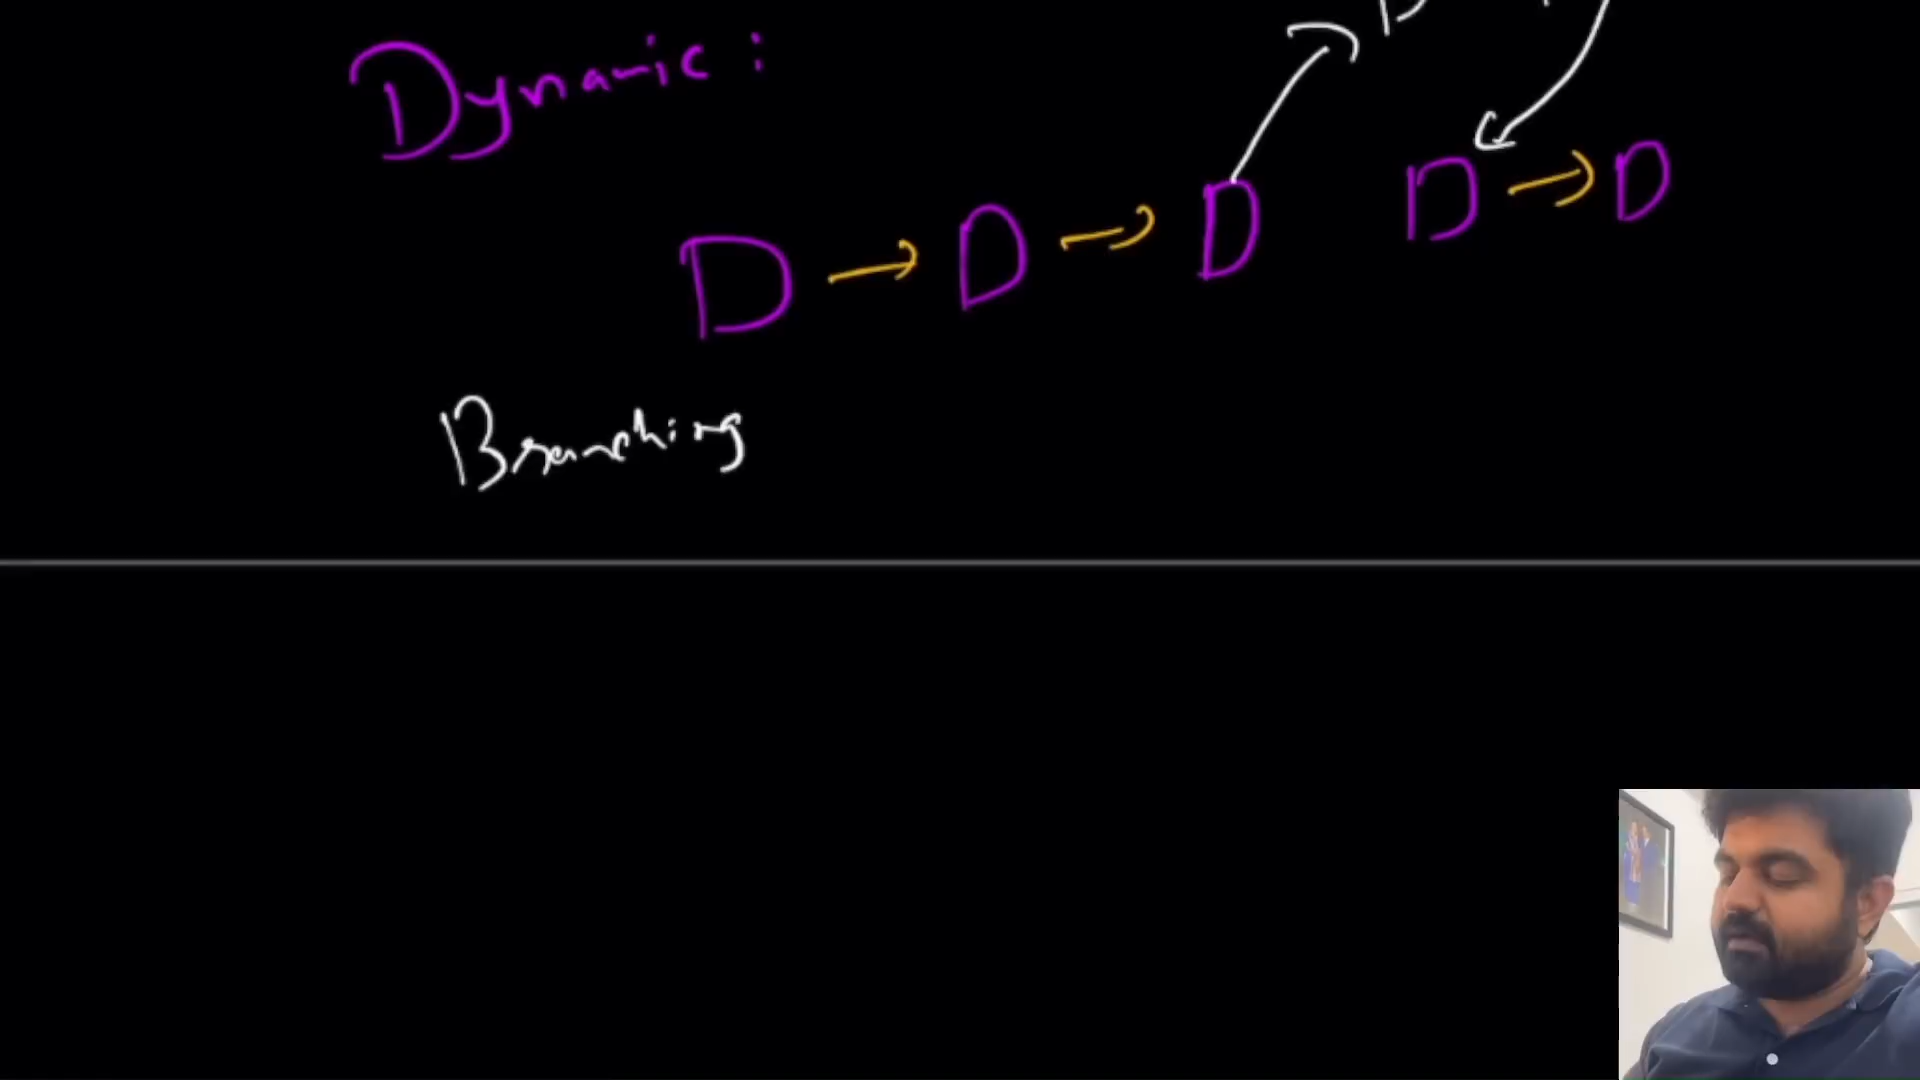 Dynamic :
D → D → D D → D
Branching